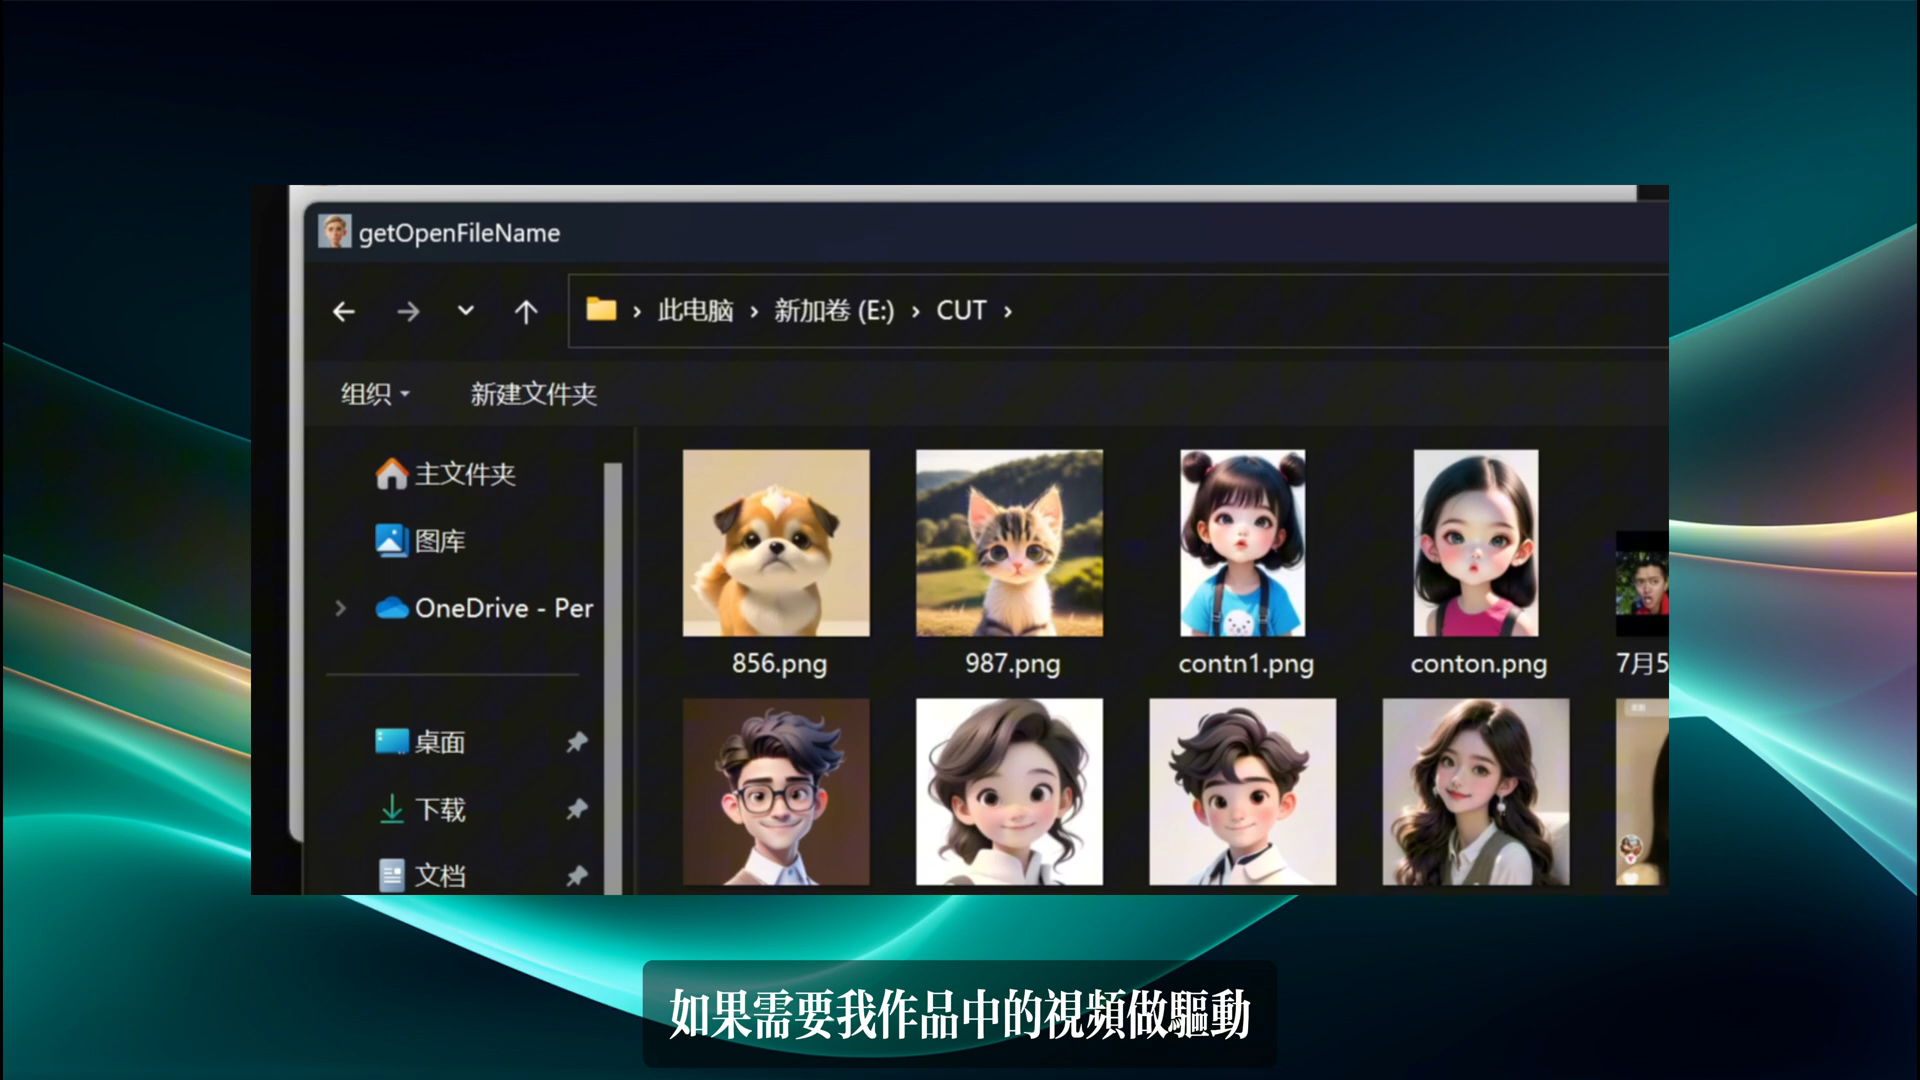 getOpenFileName
此电脑 › 新加卷 (E:) › CUT ›
组织 新建文件夹
主文件夹
图库
OneDrive - Per
桌面
下载
文档
856.png 987.png contn1.png conton.png 7月5
如果需要我作品中的視頻做驅動